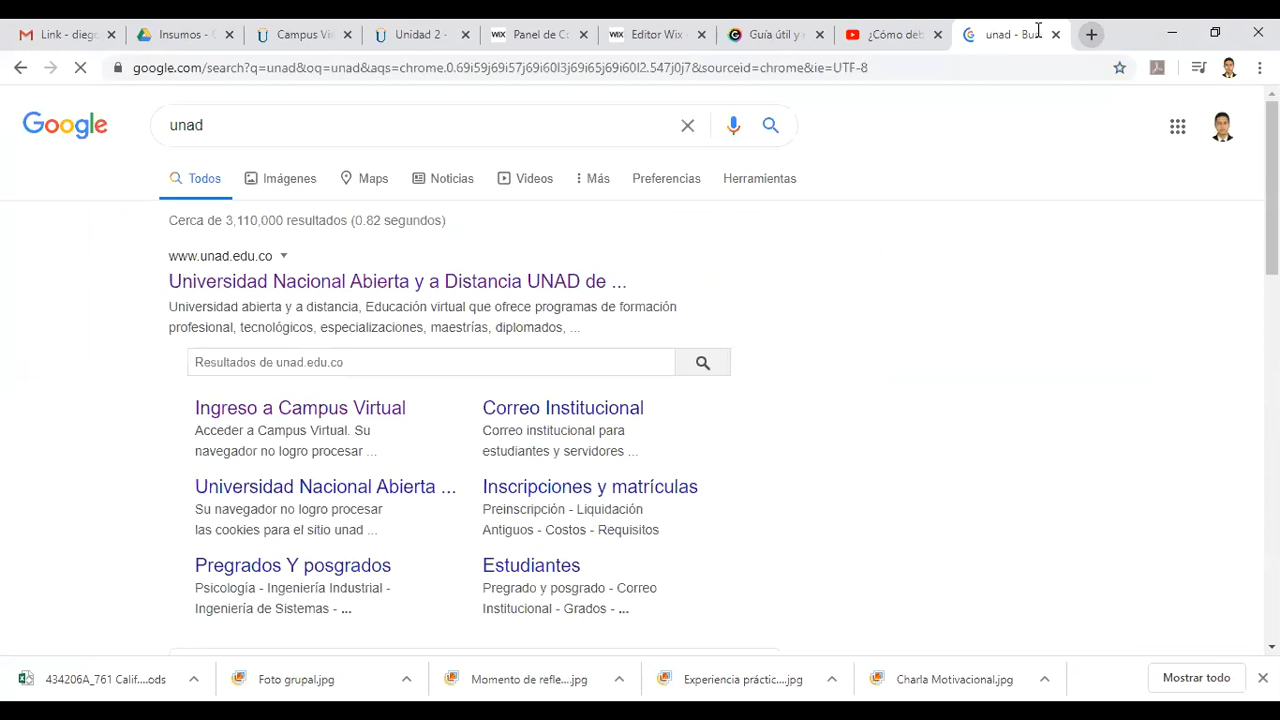 Link - dieg
Insumos - G
Campus Vi
Unidad 2 -
WIX Panel de C
WIX Editor Wix -
Guía útil y
¿Cómo deb
unad - Bu
google.com/search?q=unad&oq=unad&aqs=chrome.0.69i59j69i57j69i60l3j69i65j69i60l2.547j0j7&sourceid=chrome&ie=UTF-8
Google
unad
Todos Imágenes Maps Noticias Videos Más Preferencias Herramientas
Cerca de 3,110,000 resultados (0.82 segundos)
www.unad.edu.co
Universidad Nacional Abierta y a Distancia UNAD de ...
Universidad abierta y a distancia, Educación virtual que ofrece programas de formación
profesional, tecnológicos, especializaciones, maestrías, diplomados, ...
Resultados de unad.edu.co
Ingreso a Campus Virtual
Acceder a Campus Virtual. Su
navegador no logro procesar ...
Correo Institucional
Correo institucional para
estudiantes y servidores ...
Universidad Nacional Abierta ...
Su navegador no logro procesar
las cookies para el sitio unad ...
Inscripciones y matrículas
Preinscripción - Liquidación
Antiguos - Costos - Requisitos
Pregrados Y posgrados
Psicología - Ingeniería Industrial -
Ingeniería de Sistemas - ...
Estudiantes
Pregrado y posgrado - Correo
Institucional - Grados - ...
434206A_761 Calif....ods
Foto grupal.jpg
Momento de refle....jpg
Experiencia práctic....jpg
Charla Motivacional.jpg
Mostrar todo